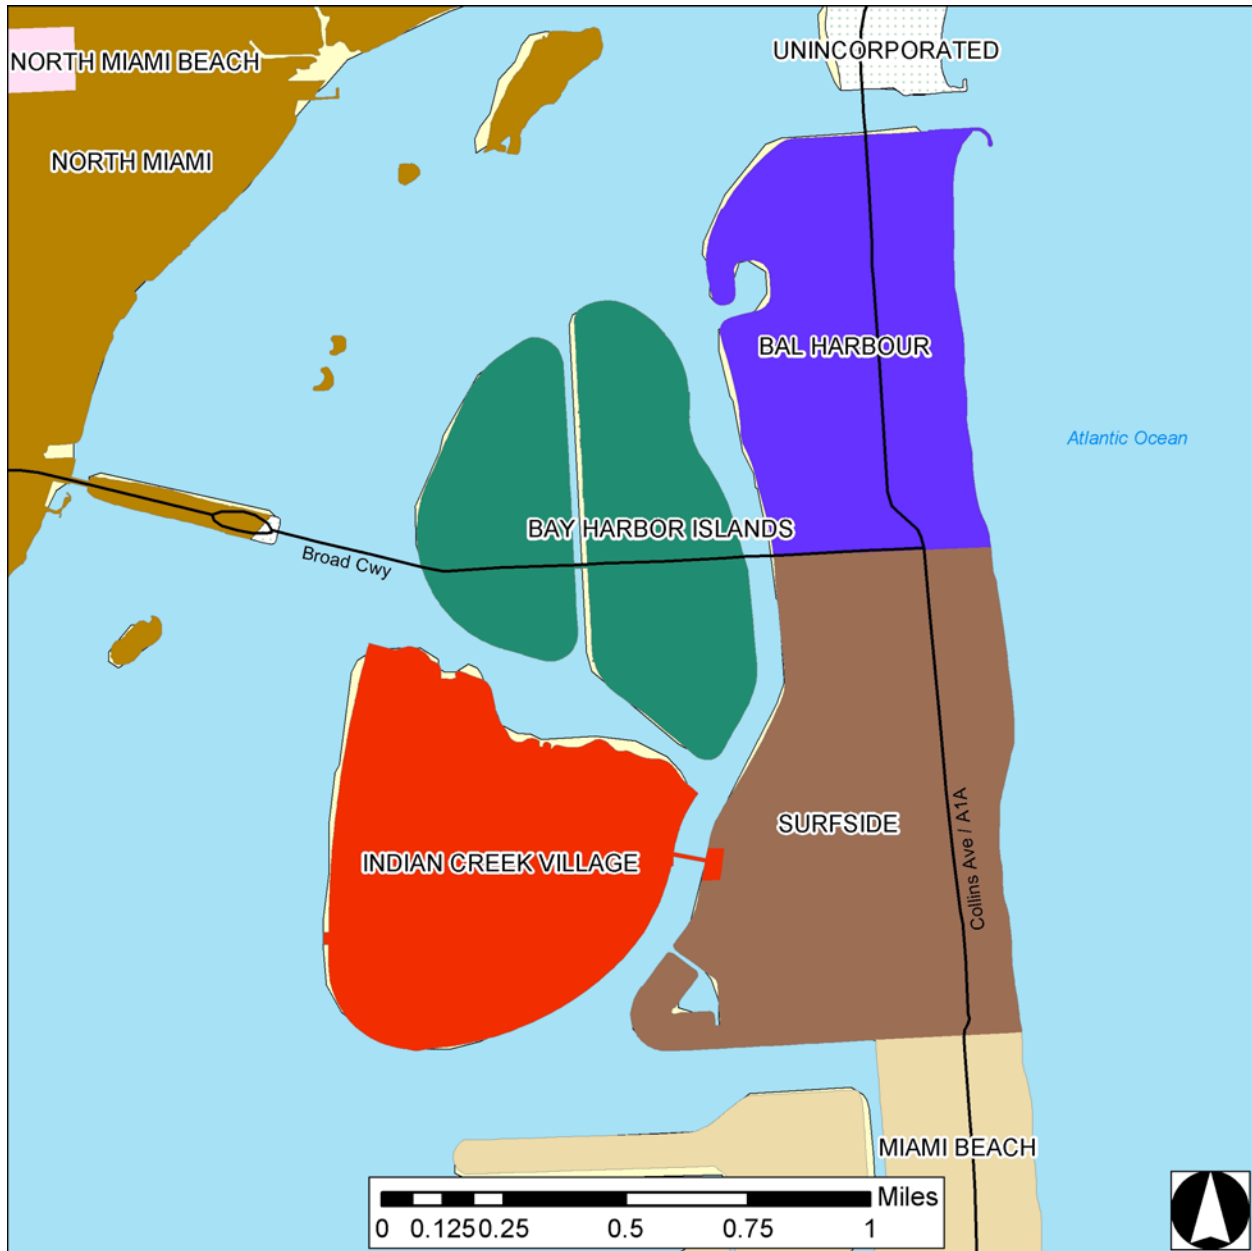 UNINCORPORATED
NORTH MIAMI BEACH
NORTH MIAMI
BAL HARBOUR
Atlantic Ocean
BAY HARBOR ISLANDS
Broad Cwy
SURFSIDE
INDIAN CREEK VILLAGE
Collins Ave / A1A
MIAMI BEACH
Miles
0 0.125 0.25 0.5 0.75 1